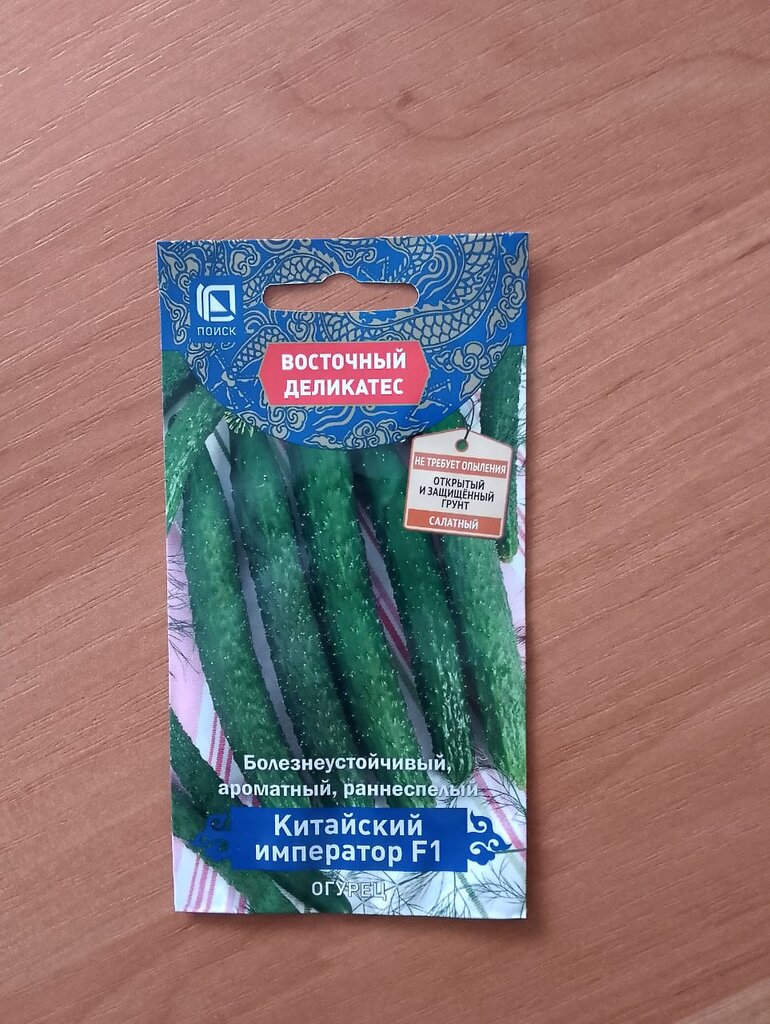 ПОИСК
ВОСТОЧНЫЙ
ДЕЛИКАТЕС
НЕ ТРЕБУЕТ ОПЫЛЕНИЯ
ОТКРЫТЫЙ
И ЗАЩИЩЁННЫЙ
ГРУНТ
САЛАТНЫЙ
Болезнеустойчивый,
ароматный, раннеспелый
Китайский
император F1
ОГУРЕЦ